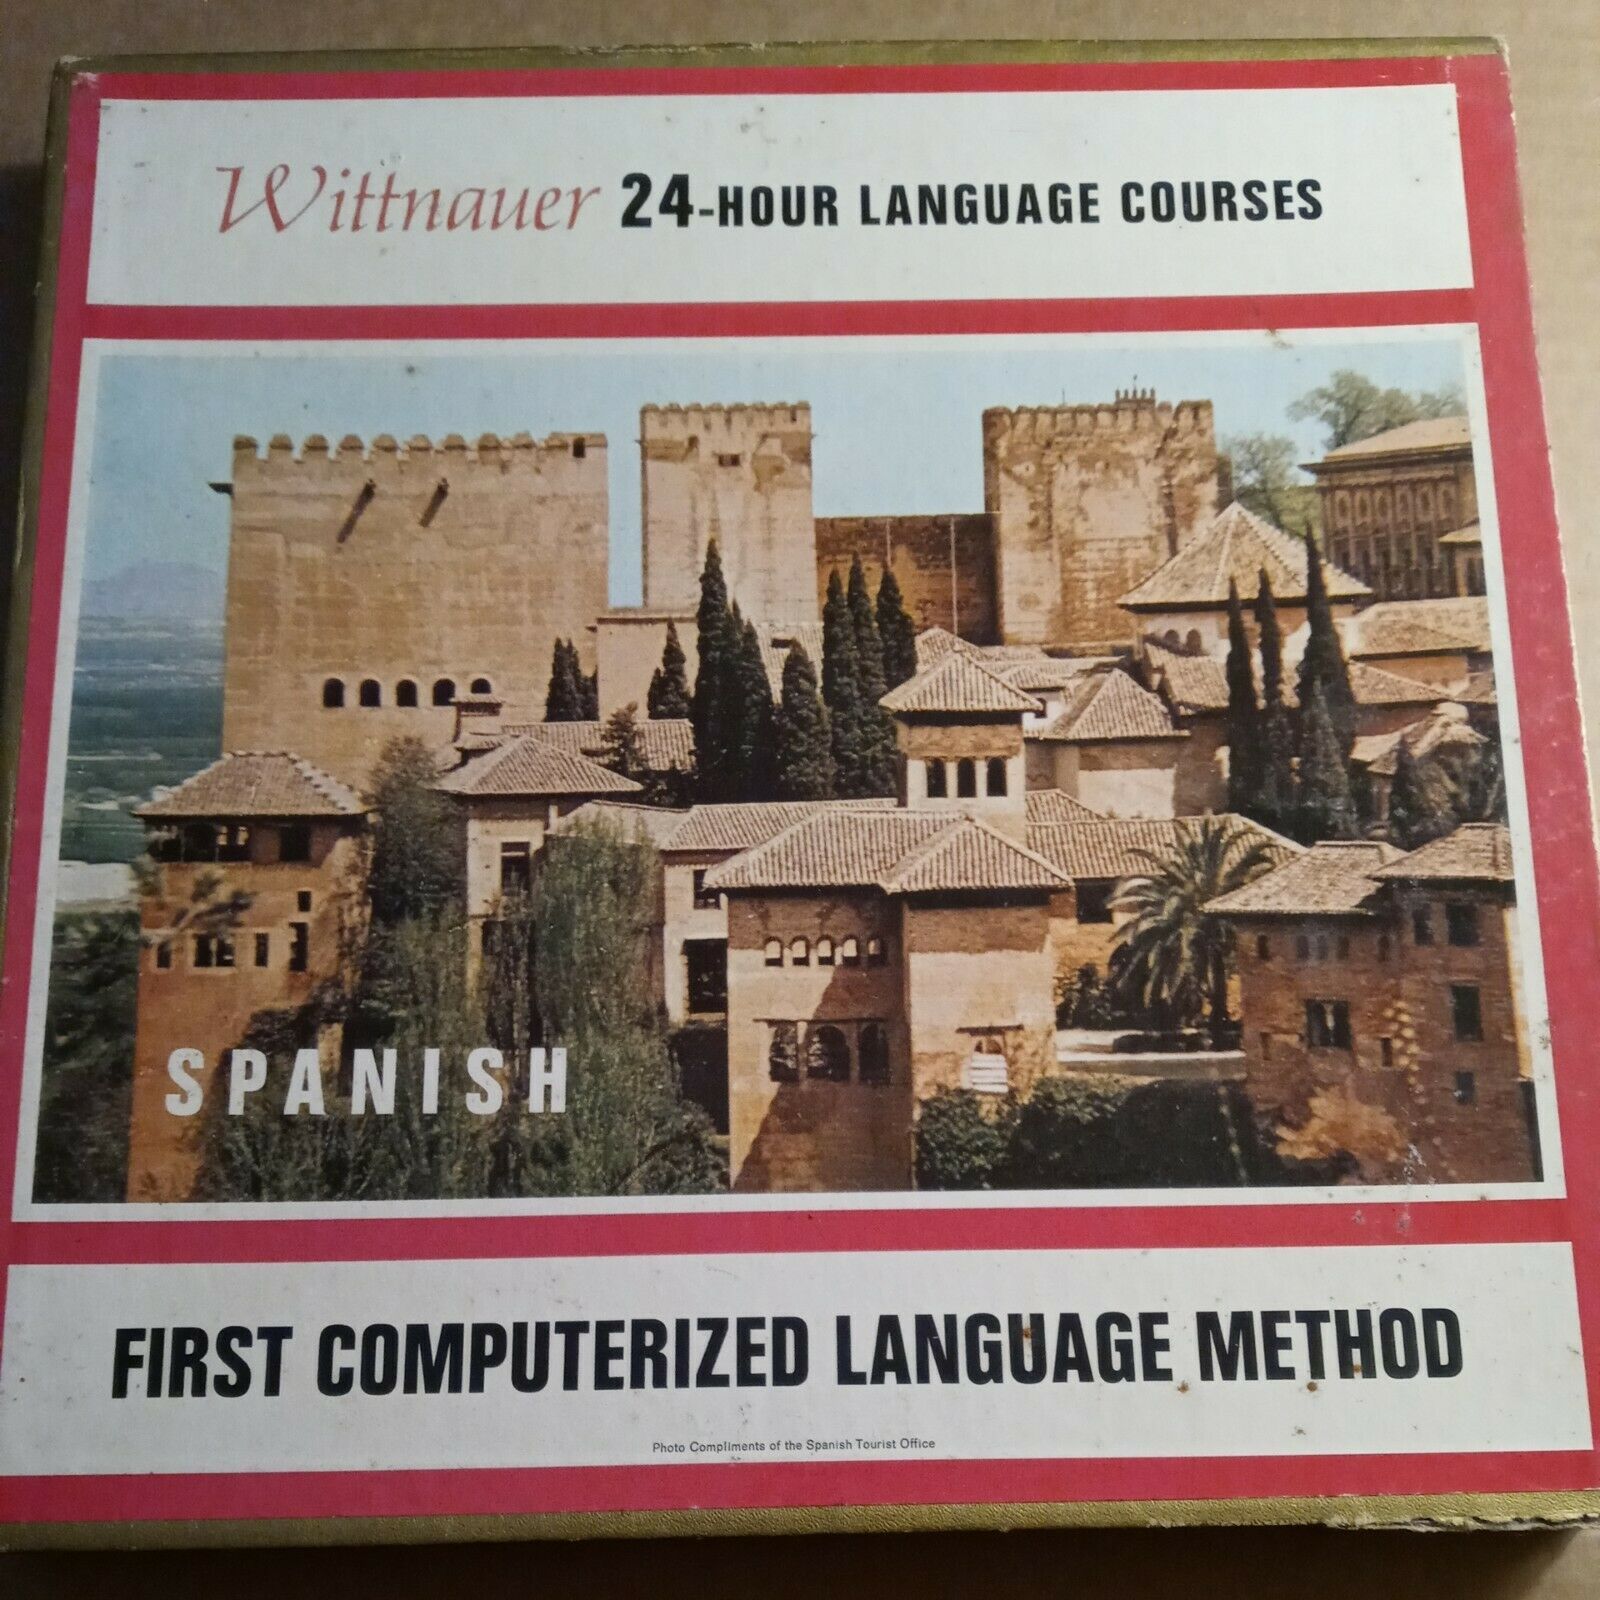 Wittnauer 24-HOUR LANGUAGE COURSES
SPANISH
FIRST COMPUTERIZED LANGUAGE METHOD
Photo Compliments of the Spanish Tourist Office